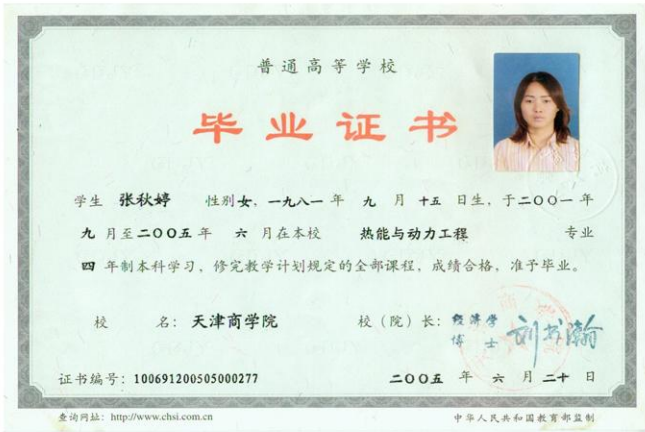 普通高等学校
毕业证书
学生 张秋婷 性别女,一九八一年 九 月 十五 日生,于二〇〇一年
九 月至二〇〇五年 六 月在本校 热能与动力工程 专业
四 年制本科学习,修完教学计划规定的全部课程,成绩合格,准予毕业。
校 名:天津商学院 校(院)长:经济学博士 刘书瀚
证书编号:100691200505000277 二〇〇五 年 六 月 二十 日
查询网址:http://www.chsi.com.cn 中华人民共和国教育部监制